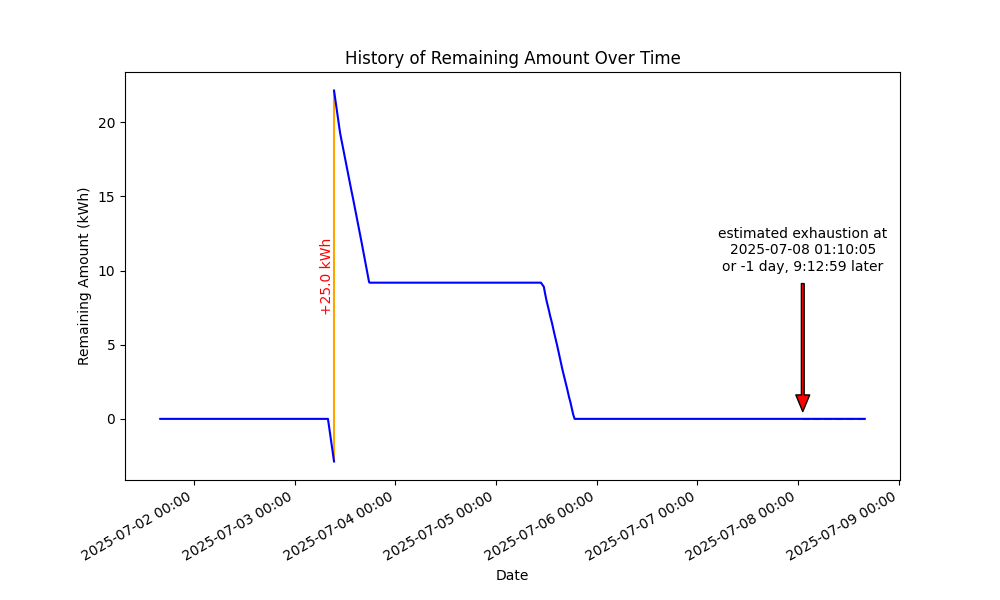 History of Remaining Amount Over Time
Remaining Amount (kWh)
20
15
10
5
0
+25.0 kWh
estimated exhaustion at
2025-07-08 01:10:05
or -1 day, 9:12:59 later
2025-07-02 00:00
2025-07-03 00:00
2025-07-04 00:00
2025-07-05 00:00
2025-07-06 00:00
2025-07-07 00:00
2025-07-08 00:00
2025-07-09 00:00
Date